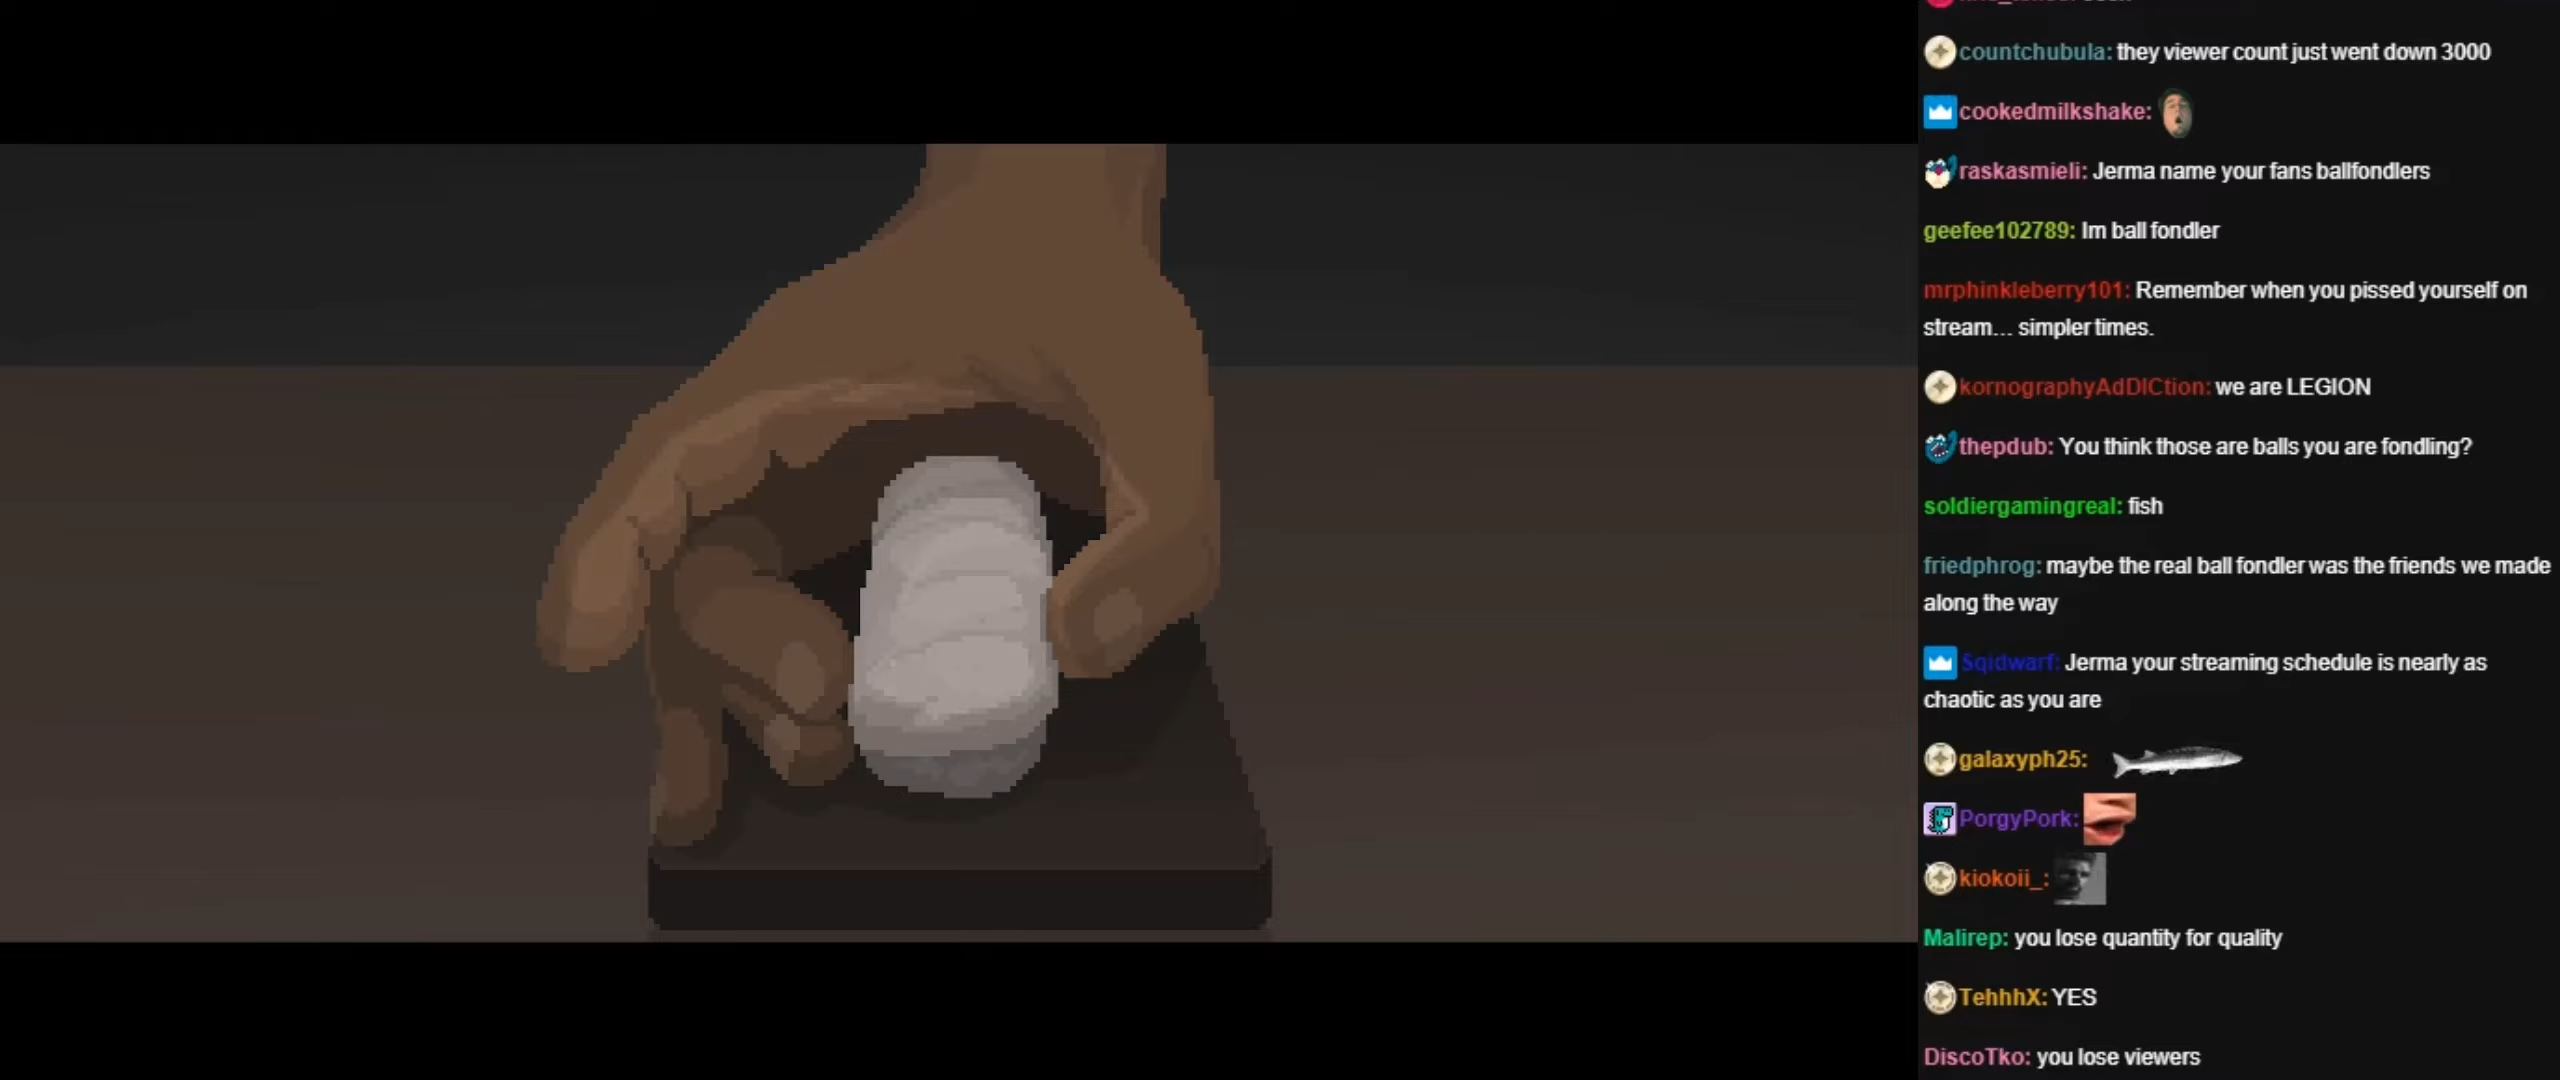 countchubula: they viewer count just went down 3000
cookedmilkshake:
raskasmieli: Jerma name your fans ballfondlers
geefee102789: Im ball fondler
mrphinkleberry101: Remember when you pissed yourself on
stream... simpler times.
kornographyAdDICtion: we are LEGION
thepdub: You think those are balls you are fondling?
soldiergamingreal: fish
friedphrog: maybe the real ball fondler was the friends we made
along the way
Sqidwarf: Jerma your streaming schedule is nearly as
chaotic as you are
galaxyph25:
PorgyPork:
kiokoii_:
Malirep: you lose quantity for quality
TehhhX: YES
DiscoTko: you lose viewers